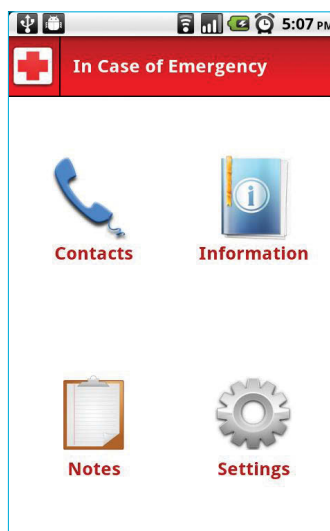 5:07 PM
In Case of Emergency
Contacts
Information
Notes
Settings